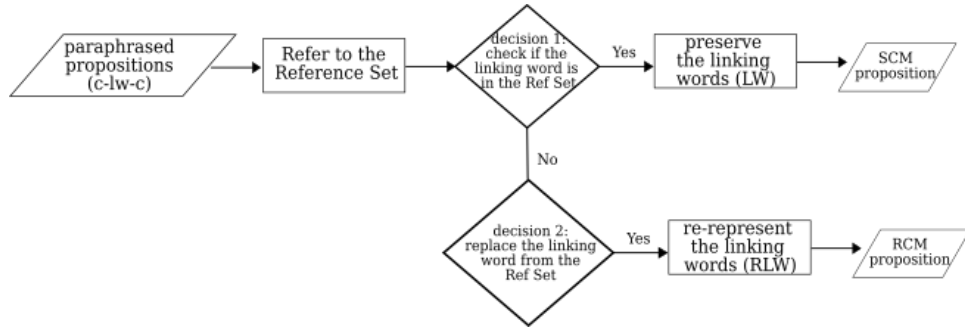 paraphrased
propositions
(c-lw-c)
Refer to the
Reference Set
decision 1:
check if the
linking word is
in the Ref Set
Yes
preserve
the linking
words (LW)
SCM
proposition
No
decision 2:
replace the linking
word from the
Ref Set
Yes
re-represent
the linking
words (RLW)
RCM
proposition